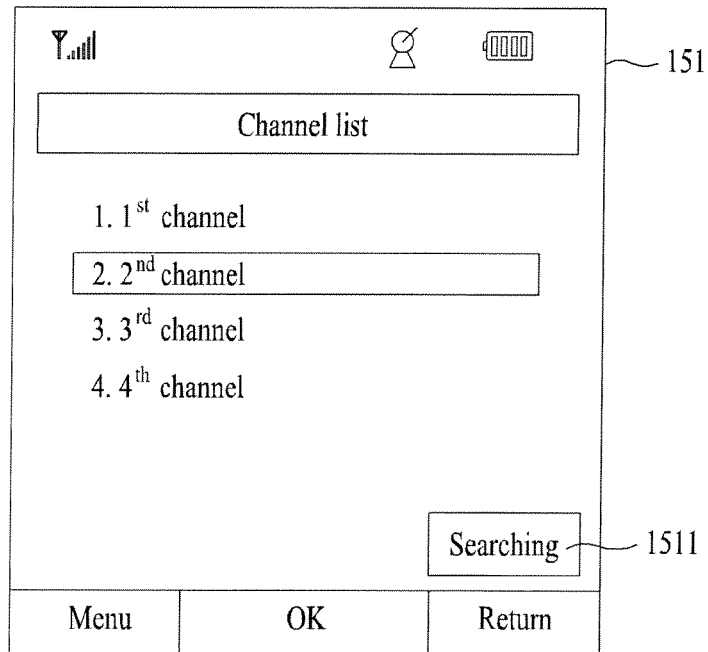 151
Channel list
1. 1st channel
2. 2nd channel
3. 3rd channel
4. 4th channel
Searching 1511
Menu OK Return